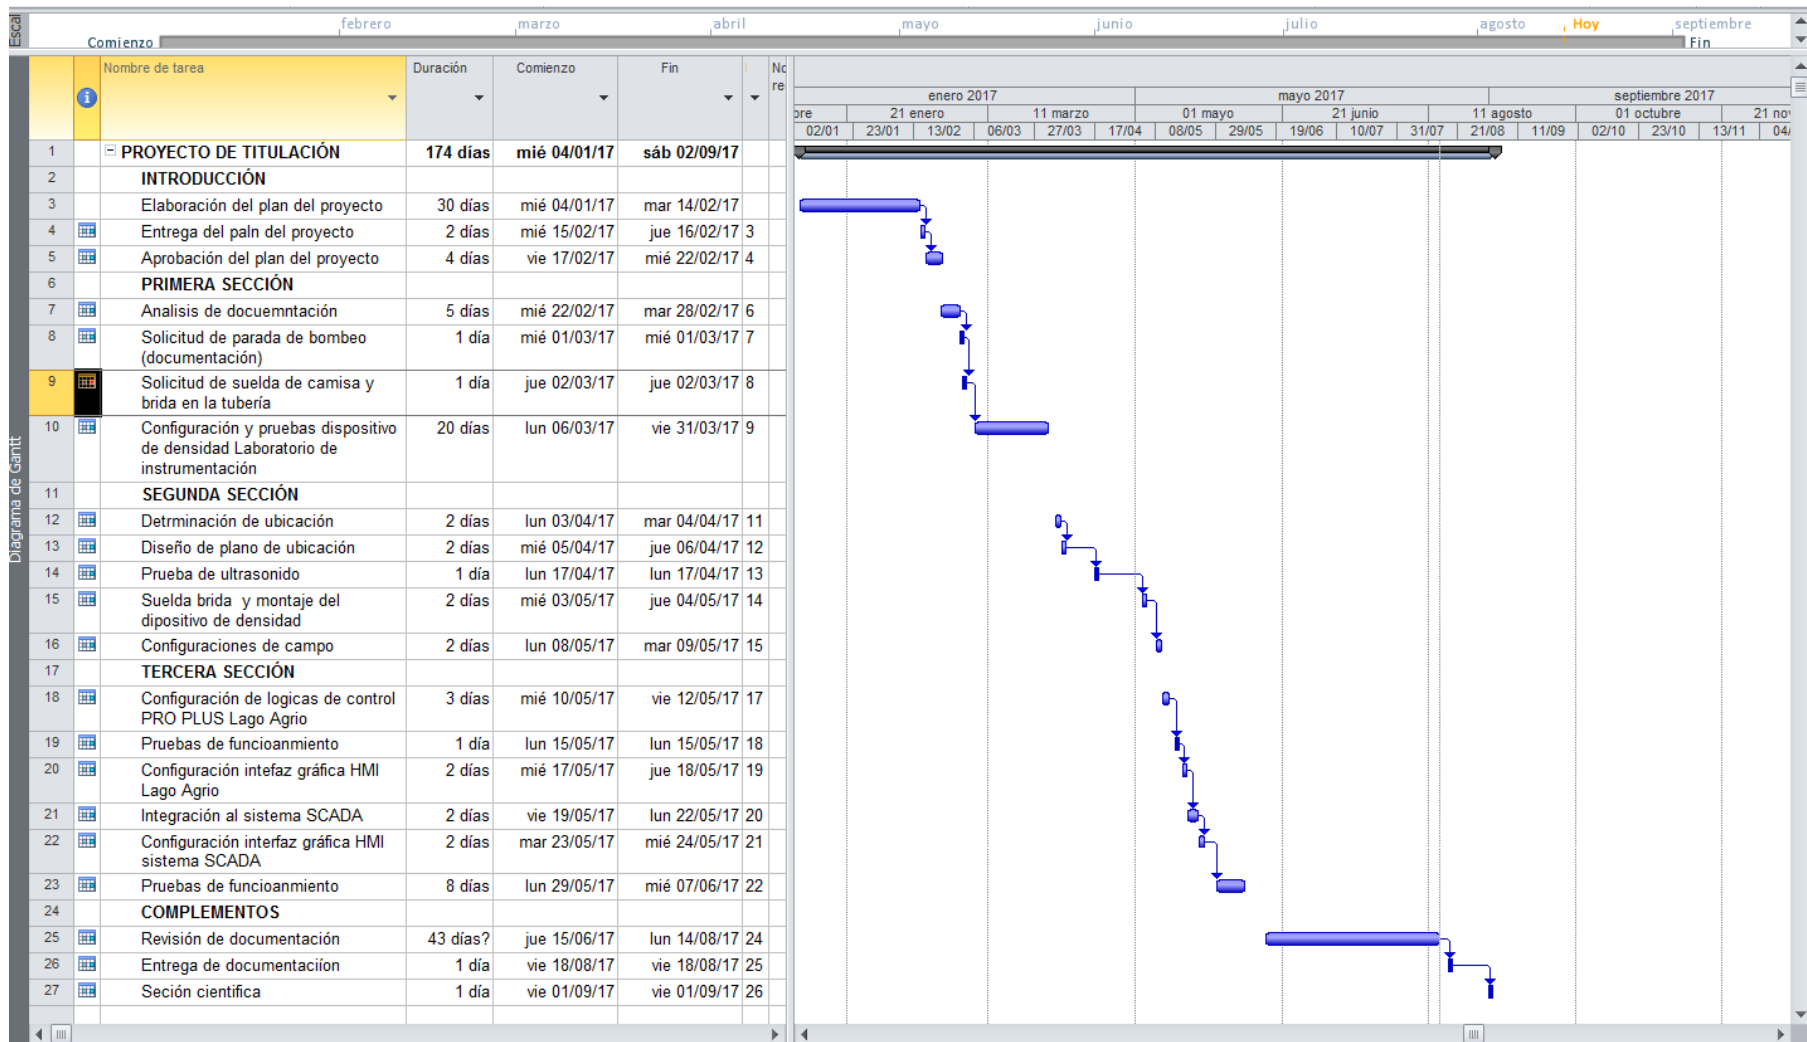 Escal
febrero marzo abril mayo junio julio agosto Hoy septiembre
Comienzo Fin
Diagrama de Gantt
Nombre de tarea Duración Comienzo Fin
enero 2017 mayo 2017 septiembre 2017
bre 21 enero 11 marzo 01 mayo 21 junio 11 agosto 01 octubre 21 nov
02/01 23/01 13/02 06/03 27/03 17/04 08/05 29/05 19/06 10/07 31/07 21/08 11/09 02/10 23/10 13/11 04/
1 PROYECTO DE TITULACIÓN 174 días mié 04/01/17 sáb 02/09/17
2 INTRODUCCIÓN
3 Elaboración del plan del proyecto 30 días mié 04/01/17 mar 14/02/17
4 Entrega del paln del proyecto 2 días mié 15/02/17 jue 16/02/17 3
5 Aprobación del plan del proyecto 4 días vie 17/02/17 mié 22/02/17 4
6 PRIMERA SECCIÓN
7 Analisis de docuemntación 5 días mié 22/02/17 mar 28/02/17 6
8 Solicitud de parada de bombeo 1 día mié 01/03/17 mié 01/03/17 7
(documentación)
9 Solicitud de suelda de camisa y 1 día jue 02/03/17 jue 02/03/17 8
brida en la tubería
10 Configuración y pruebas dispositivo 20 días lun 06/03/17 vie 31/03/17 9
de densidad Laboratorio de
instrumentación
11 SEGUNDA SECCIÓN
12 Detrminación de ubicación 2 días lun 03/04/17 mar 04/04/17 11
13 Diseño de plano de ubicación 2 días mié 05/04/17 jue 06/04/17 12
14 Prueba de ultrasonido 1 día lun 17/04/17 lun 17/04/17 13
15 Suelda brida y montaje del 2 días mié 03/05/17 jue 04/05/17 14
dipositivo de densidad
16 Configuraciones de campo 2 días lun 08/05/17 mar 09/05/17 15
17 TERCERA SECCIÓN
18 Configuración de logicas de control 3 días mié 10/05/17 vie 12/05/17 17
PRO PLUS Lago Agrio
19 Pruebas de funcioanmiento 1 día lun 15/05/17 lun 15/05/17 18
20 Configuración intefaz gráfica HMI 2 días mié 17/05/17 jue 18/05/17 19
Lago Agrio
21 Integración al sistema SCADA 2 días vie 19/05/17 lun 22/05/17 20
22 Configuración interfaz gráfica HMI 2 días mar 23/05/17 mié 24/05/17 21
sistema SCADA
23 Pruebas de funcioanmiento 8 días lun 29/05/17 mié 07/06/17 22
24 COMPLEMENTOS
25 Revisión de documentación 43 días? jue 15/06/17 lun 14/08/17 24
26 Entrega de documentaciíon 1 día vie 18/08/17 vie 18/08/17 25
27 Seción cientifica 1 día vie 01/09/17 vie 01/09/17 26